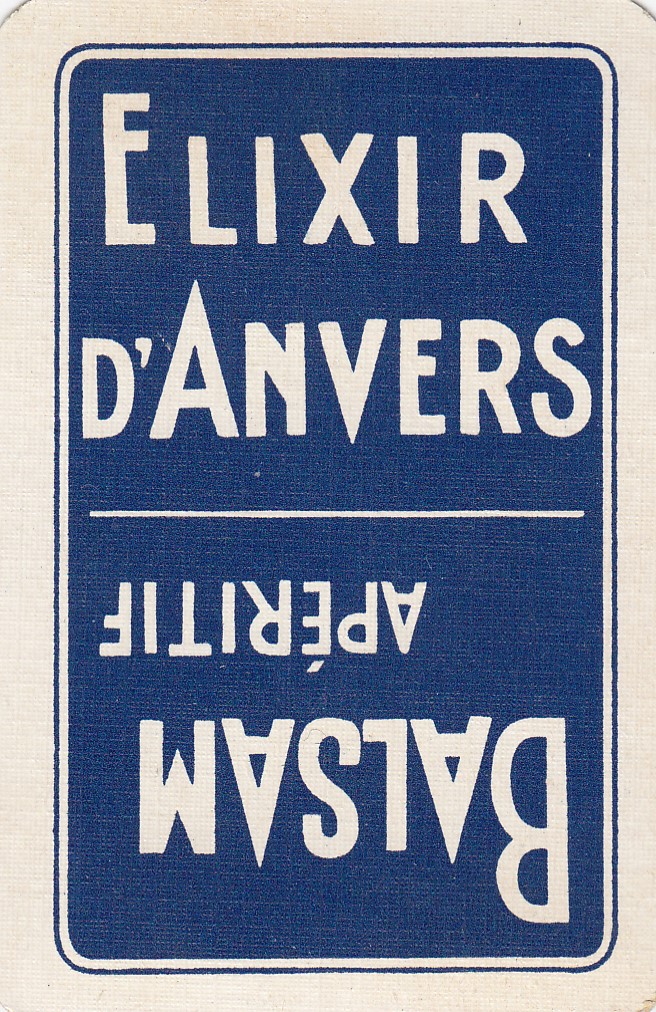 ELIXIR
D'ANVERS
BALSAM
APÉRITIF